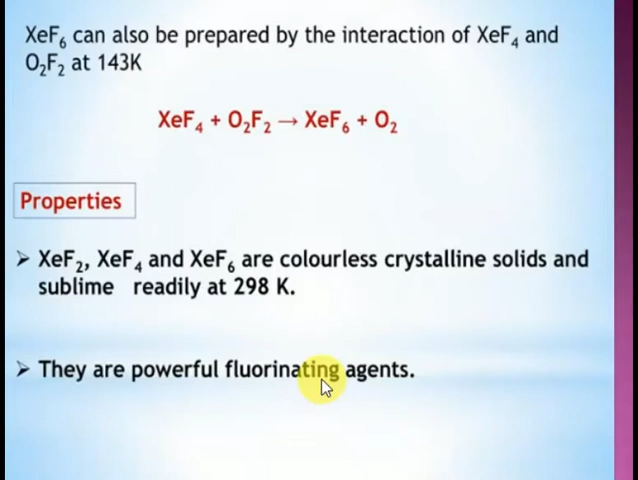 XeF₆ can also be prepared by the interaction of XeF₄ and
O₂F₂ at 143K
XeF₄ + O₂F₂ → XeF₆ + O₂
Properties
➢ XeF₂, XeF₄ and XeF₆ are colourless crystalline solids and
sublime readily at 298 K.
➢ They are powerful fluorinating agents.